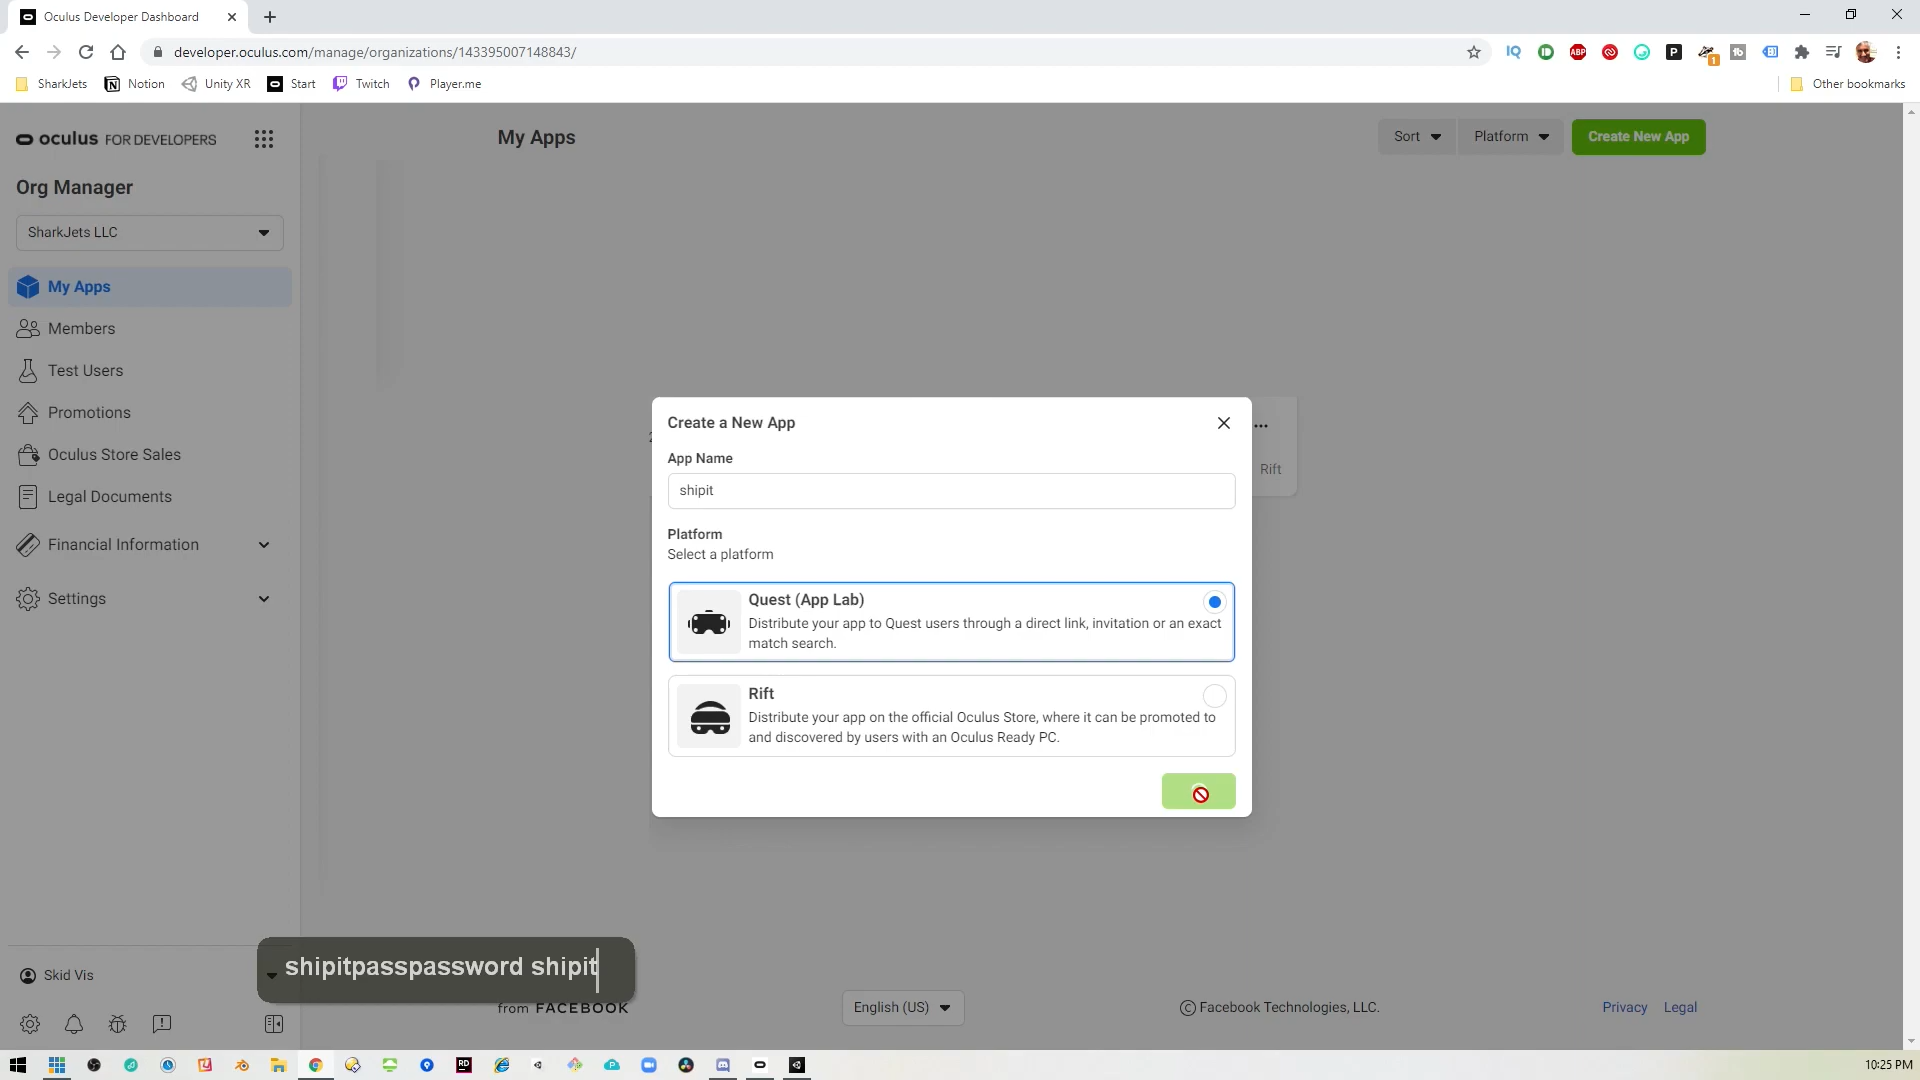 Oculus Developer Dashboard
developer.oculus.com/manage/organizations/143395007148843/
SharkJets
Notion
Unity XR
Start
Twitch
Player.me
Other bookmarks
oculus FOR DEVELOPERS
Org Manager
SharkJets LLC
My Apps
Members
Test Users
Promotions
Oculus Store Sales
Legal Documents
Financial Information
Settings
Skid Vis
My Apps
Sort
Platform
Create New App
Rift
Create a New App
App Name
shipit
Platform
Select a platform
Quest (App Lab)
Distribute your app to Quest users through a direct link, invitation or an exact
match search.
Rift
Distribute your app on the official Oculus Store, where it can be promoted to
and discovered by users with an Oculus Ready PC.
shipitpasspassword shipit
from FACEBOOK
English (US)
© Facebook Technologies, LLC.
Privacy
Legal
10:25 PM